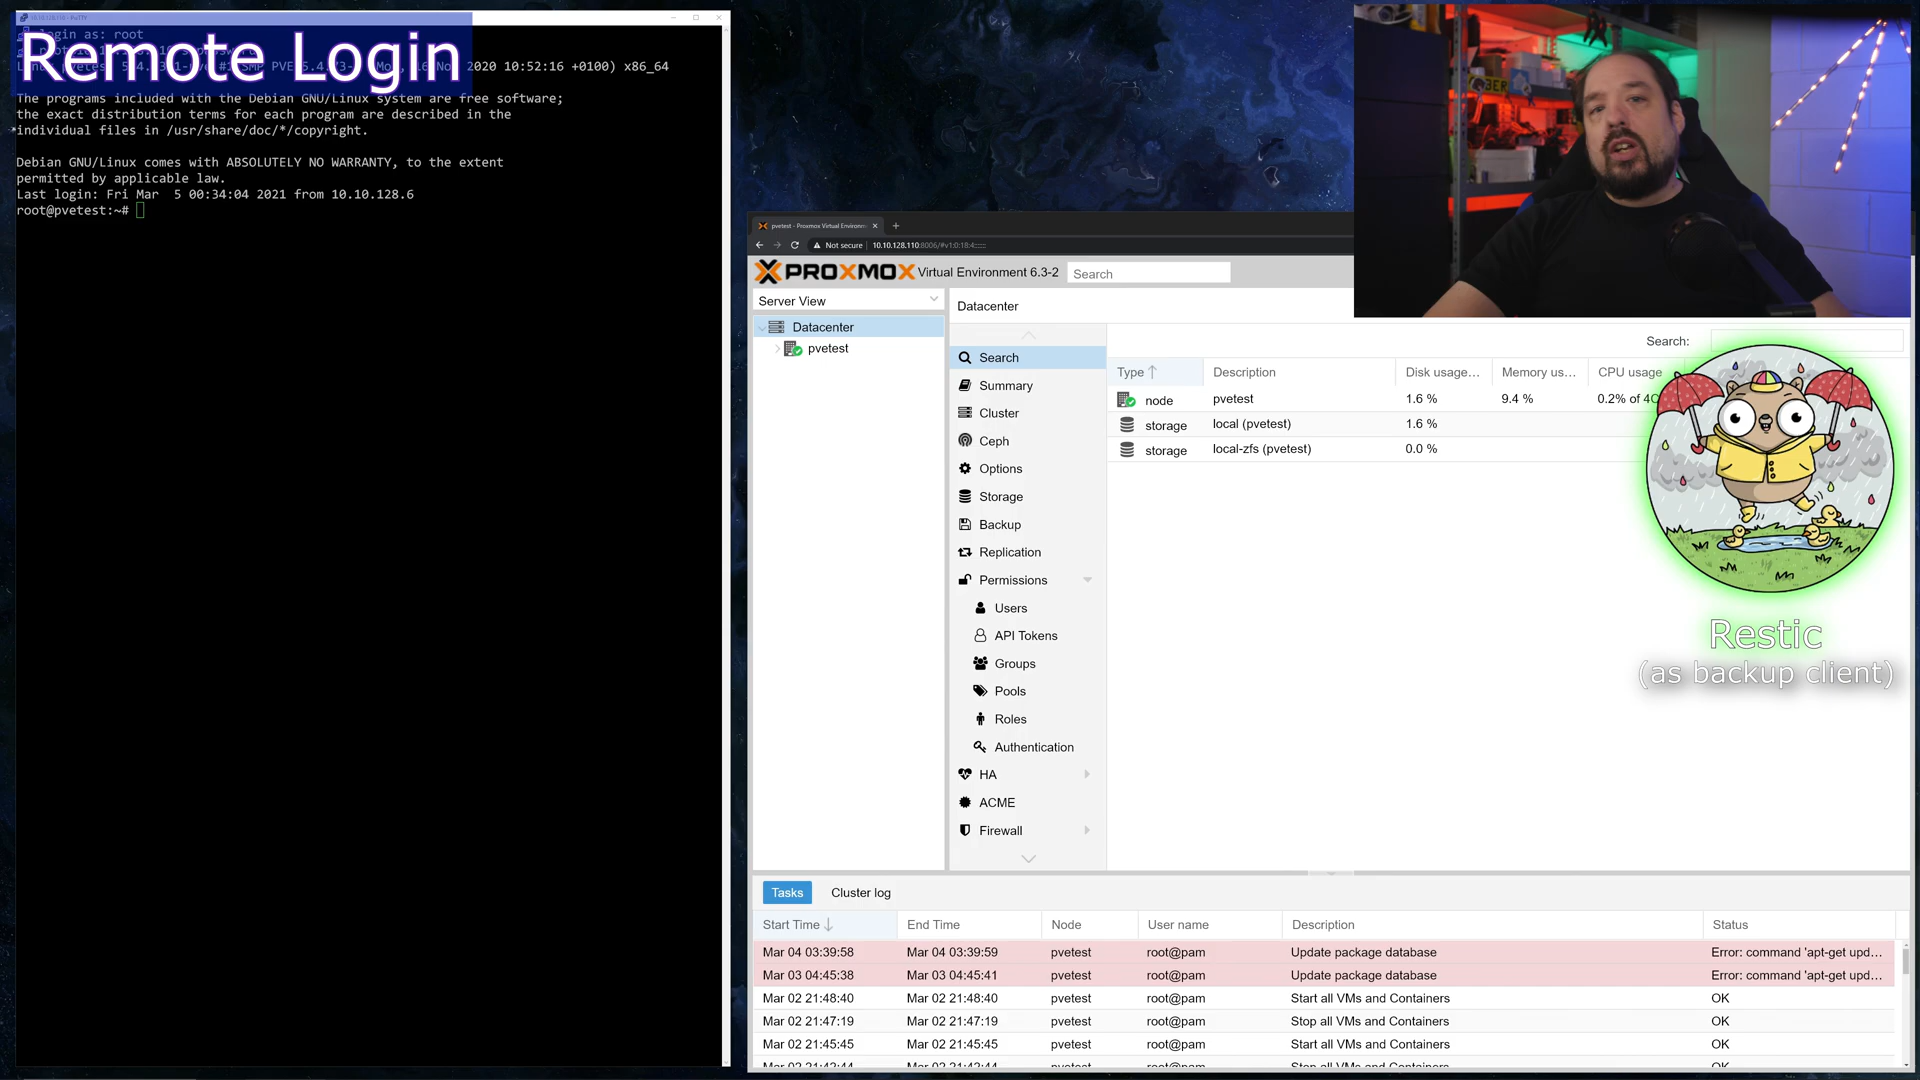 Remote Login
login as: root
2020 10:52:16 +0100) x86_64
The programs included with the Debian GNU/Linux system are free software;
the exact distribution terms for each program are described in the
individual files in /usr/share/doc/*/copyright.
Debian GNU/Linux comes with ABSOLUTELY NO WARRANTY, to the extent
permitted by applicable law.
Last login: Fri Mar  5 00:34:04 2021 from 10.10.128.6
root@pvetest:~#
pvetest - Proxmox Virtual Environm
Not secure 10.10.128.110:8006/#v1:0:18:4::::::
PROXMOX Virtual Environment 6.3-2 Search
Server View
Datacenter
pvetest
Datacenter
Search
Summary
Cluster
Ceph
Options
Storage
Backup
Replication
Permissions
Users
API Tokens
Groups
Pools
Roles
Authentication
HA
ACME
Firewall
Search:
Type Description Disk usage... Memory us... CPU usage
node pvetest 1.6 % 9.4 % 0.2% of 4C
storage local (pvetest) 1.6 %
storage local-zfs (pvetest) 0.0 %
Restic
(as backup client)
Tasks Cluster log
Start Time End Time Node User name Description Status
Mar 04 03:39:58 Mar 04 03:39:59 pvetest root@pam Update package database Error: command 'apt-get upd...
Mar 03 04:45:38 Mar 03 04:45:41 pvetest root@pam Update package database Error: command 'apt-get upd...
Mar 02 21:48:40 Mar 02 21:48:40 pvetest root@pam Start all VMs and Containers OK
Mar 02 21:47:19 Mar 02 21:47:19 pvetest root@pam Stop all VMs and Containers OK
Mar 02 21:45:45 Mar 02 21:45:45 pvetest root@pam Start all VMs and Containers OK